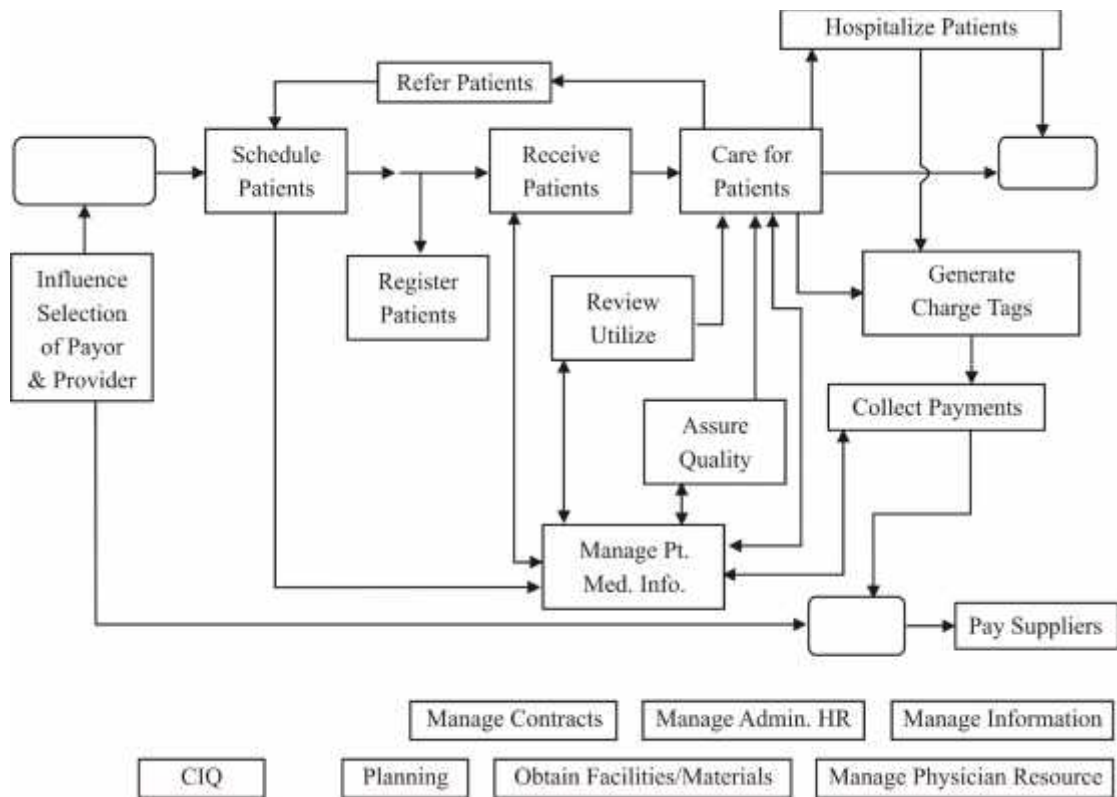 Hospitalize Patients
Refer Patients
Schedule
Patients
Receive
Patients
Care for
Patients
Influence
Selection
of Payor
& Provider
Register
Patients
Review
Utilize
Generate
Charge Tags
Collect Payments
Assure
Quality
Manage Pt.
Med. Info.
Pay Suppliers
Manage Contracts
Manage Admin. HR
Manage Information
CIQ
Planning
Obtain Facilities/Materials
Manage Physician Resource